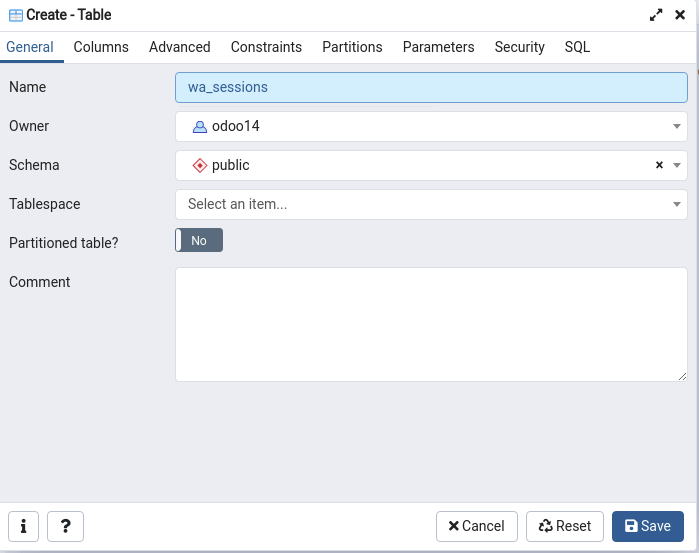 Create - Table
General Columns Advanced Constraints Partitions Parameters Security SQL
Name wa_sessions
Owner odoo14
Schema public
Tablespace Select an item...
Partitioned table? No
Comment
Cancel Reset Save